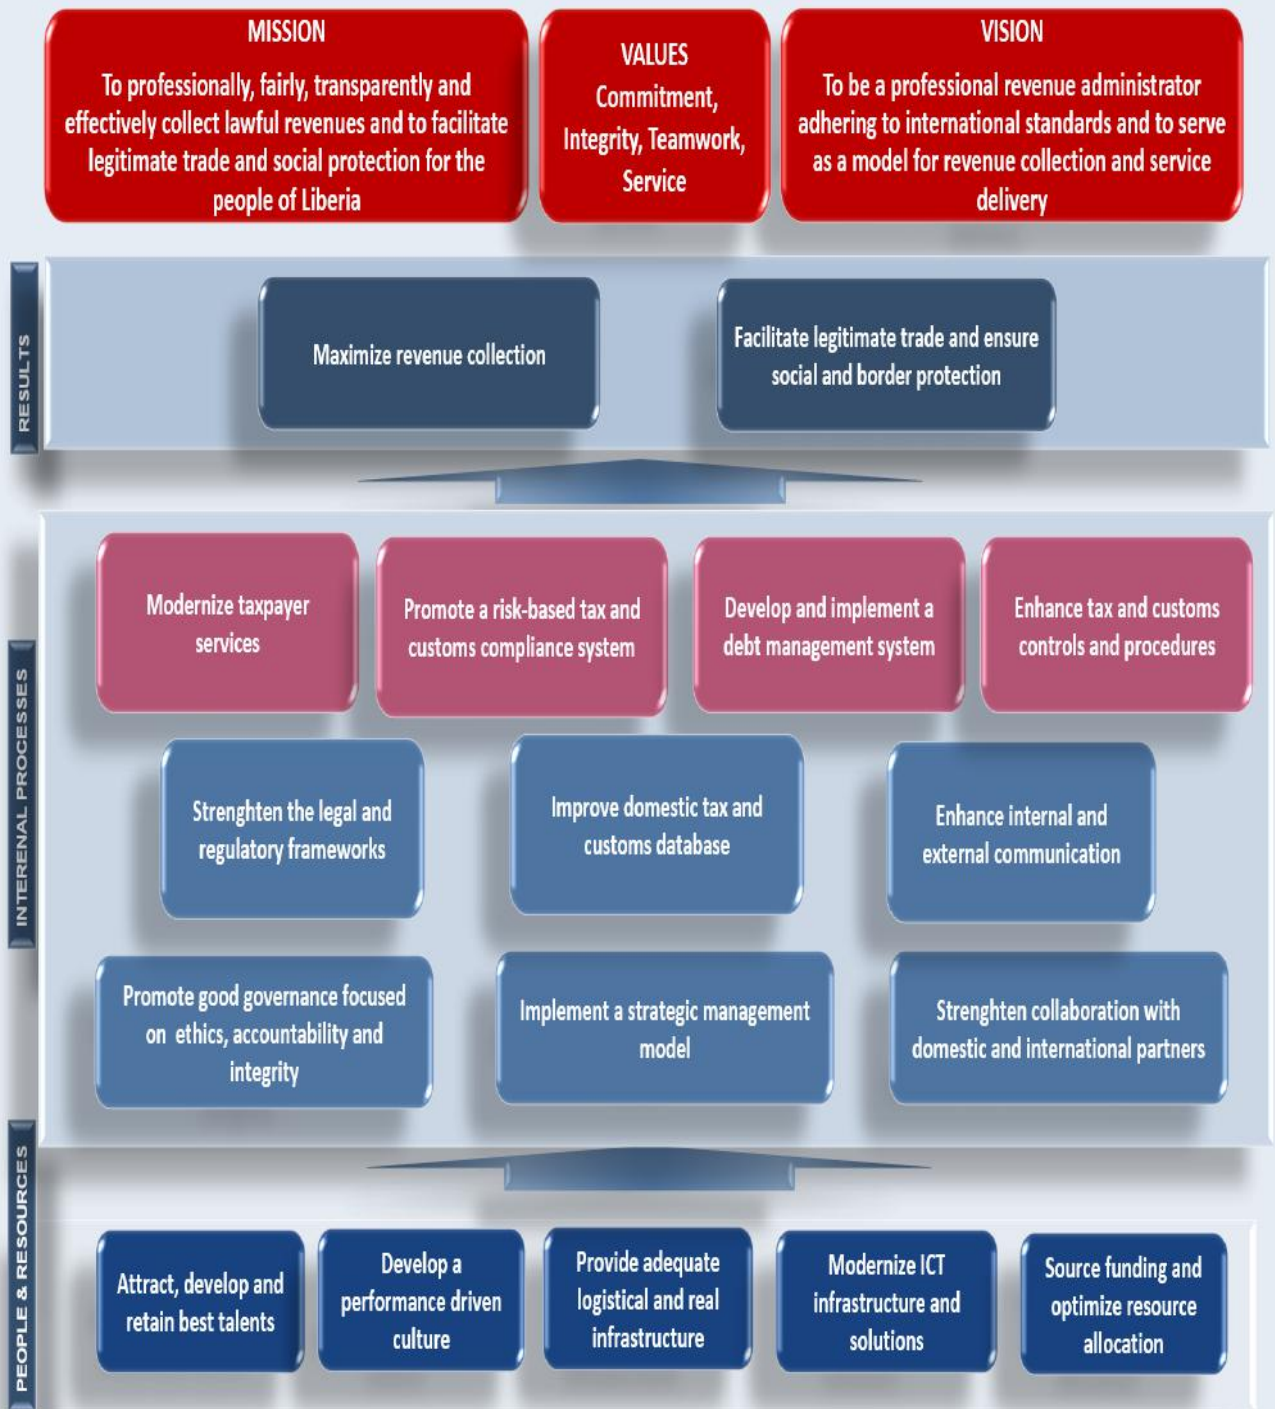 MISSION
To professionally, fairly, transparently and
effectively collect lawful revenues and to facilitate
legitimate trade and social protection for the
people of Liberia
VALUES
Commitment,
Integrity, Teamwork,
Service
VISION
To be a professional revenue administrator
adhering to international standards and to serve
as a model for revenue collection and service
delivery
RESULTS
Maximize revenue collection
Facilitate legitimate trade and ensure
social and border protection
INTERENAL PROCESSES
Modernize taxpayer
services
Promote a risk-based tax and
customs compliance system
Develop and implement a
debt management system
Enhance tax and customs
controls and procedures
Strenghten the legal and
regulatory frameworks
Improve domestic tax and
customs database
Enhance internal and
external communication
Promote good governance focused
on ethics, accountability and
integrity
Implement a strategic management
model
Strenghten collaboration with
domestic and international partners
PEOPLE & RESOURCES
Attract, develop and
retain best talents
Develop a
performance driven
culture
Provide adequate
logistical and real
infrastructure
Modernize ICT
infrastructure and
solutions
Source funding and
optimize resource
allocation